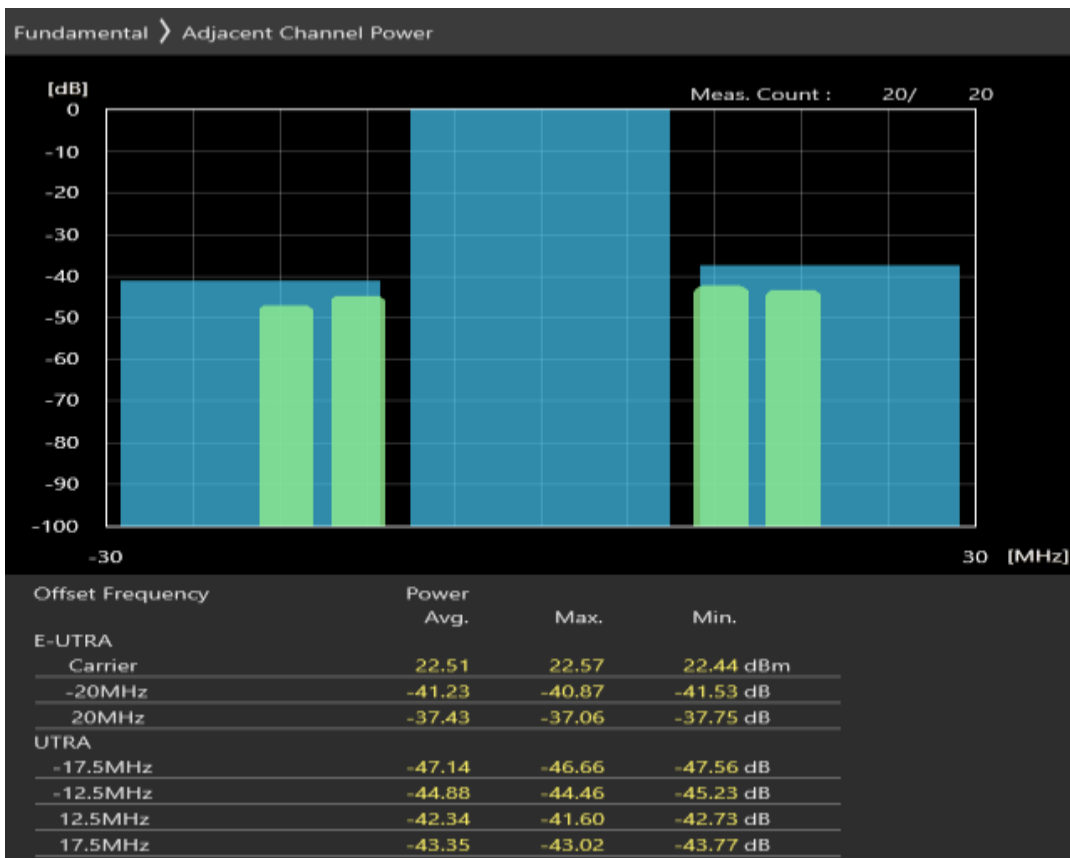 Fundamental 〉 Adjacent Channel Power
[dB]
Meas. Count : 20/ 20
0
-10
-20
-30
-40
-50
-60
-70
-80
-90
-100
-30 30 [MHz]
Offset Frequency Power
Avg. Max. Min.
E-UTRA
Carrier 22.51 22.57 22.44 dBm
-20MHz -41.23 -40.87 -41.53 dB
20MHz -37.43 -37.06 -37.75 dB
UTRA
-17.5MHz -47.14 -46.66 -47.56 dB
-12.5MHz -44.88 -44.46 -45.23 dB
12.5MHz -42.34 -41.60 -42.73 dB
17.5MHz -43.35 -43.02 -43.77 dB